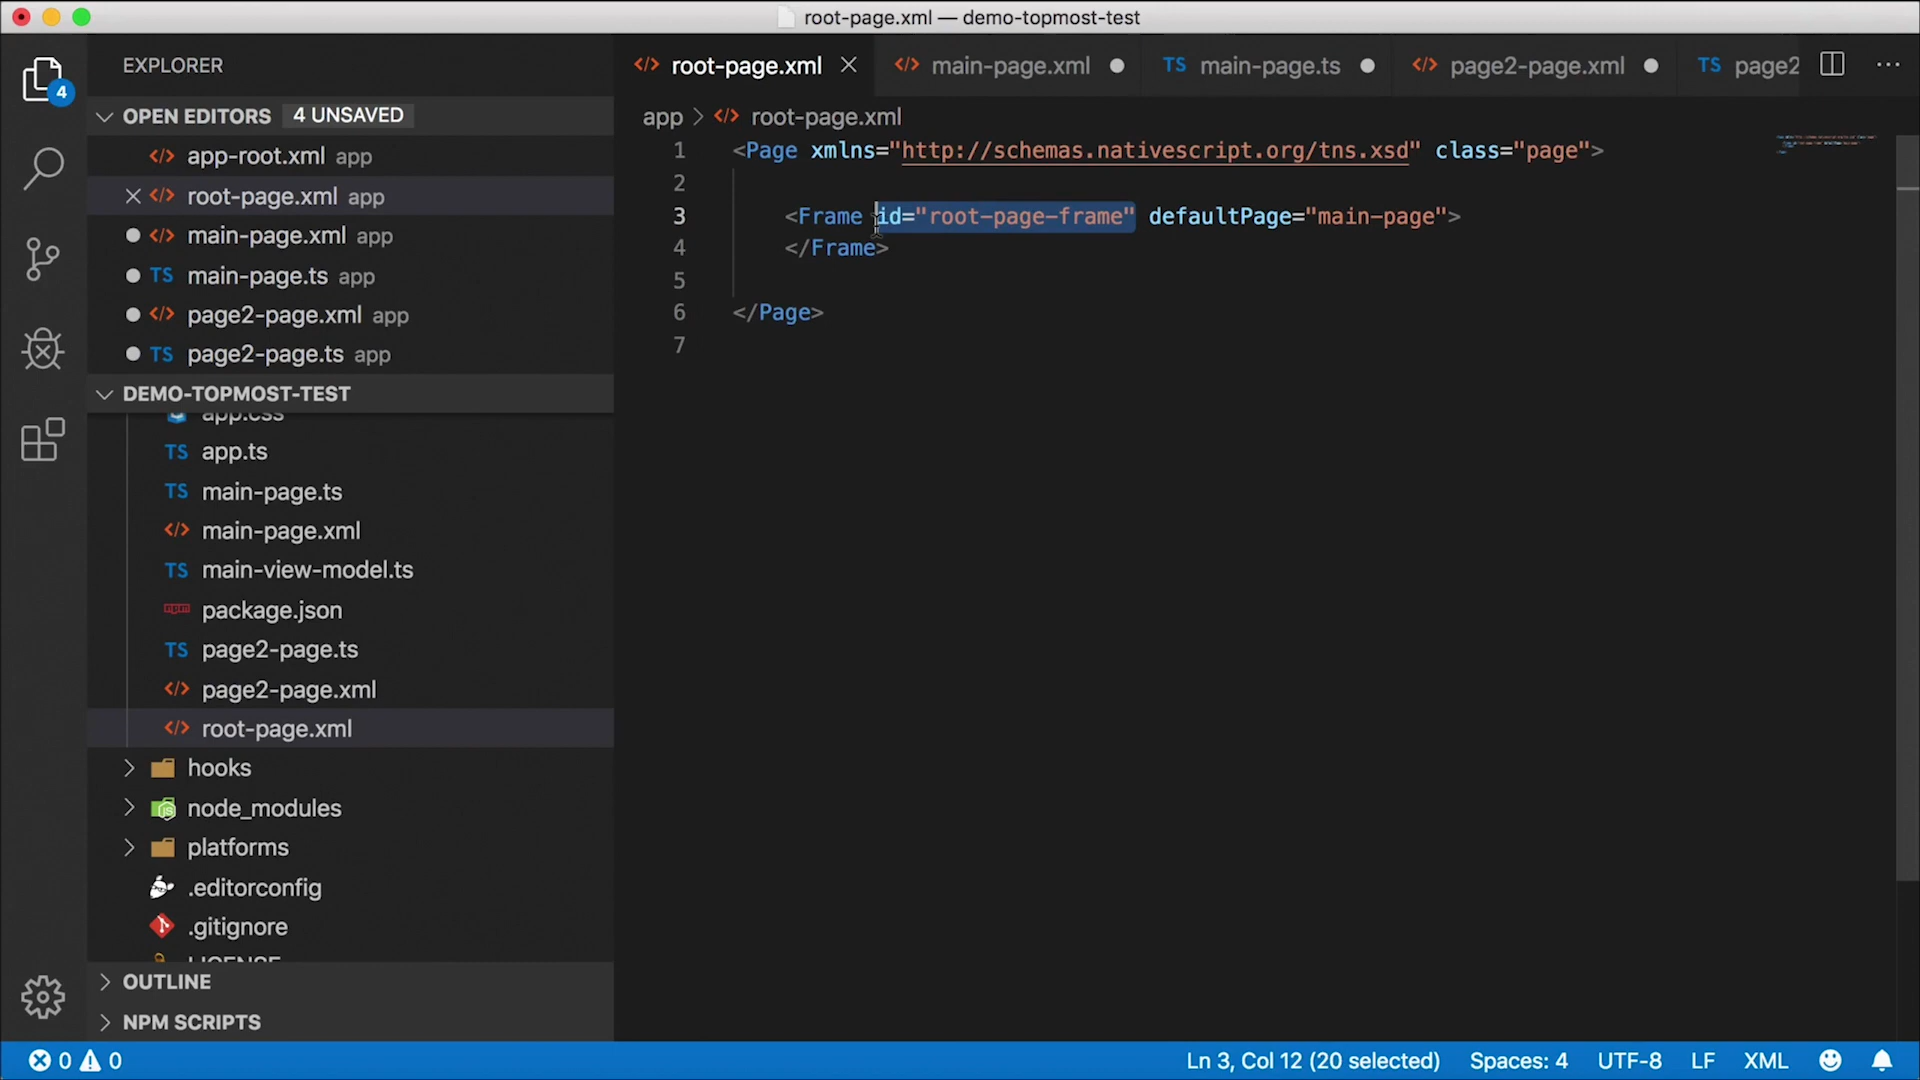 root-page.xml — demo-topmost-test
4
EXPLORER
OPEN EDITORS 4 UNSAVED
app-root.xml app
root-page.xml app
main-page.xml app
main-page.ts app
page2-page.xml app
page2-page.ts app
DEMO-TOPMOST-TEST
app.css
app.ts
main-page.ts
main-page.xml
main-view-model.ts
package.json
page2-page.ts
page2-page.xml
root-page.xml
hooks
node_modules
platforms
.editorconfig
.gitignore
LICENSE
OUTLINE
NPM SCRIPTS
root-page.xml main-page.xml TS main-page.ts page2-page.xml TS page2
app > root-page.xml
1 <Page xmlns="http://schemas.nativescript.org/tns.xsd" class="page">
2
3 <Frame id="root-page-frame" defaultPage="main-page">
4 </Frame>
5
6 </Page>
7
0 0 Ln 3, Col 12 (20 selected) Spaces: 4 UTF-8 LF XML